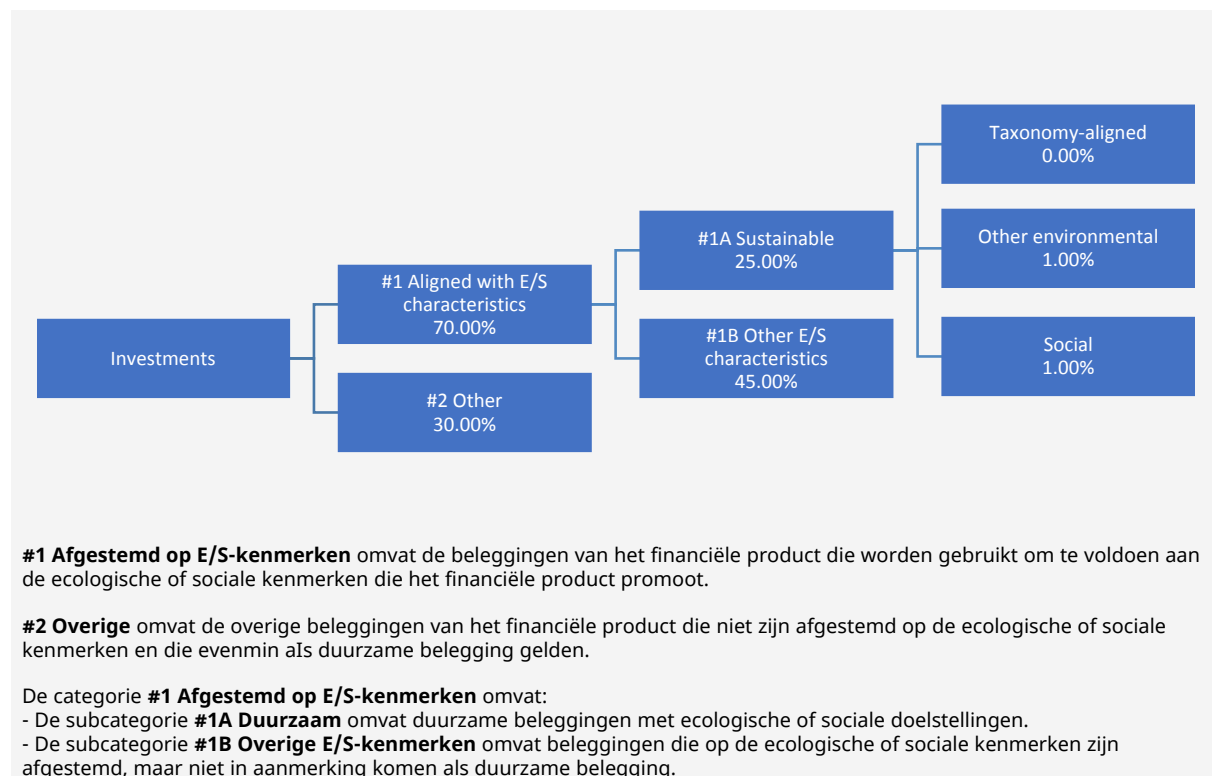 Taxonomy-aligned
0.00%
#1A Sustainable
25.00%
Other environmental
1.00%
#1 Aligned with E/S
characteristics
70.00%
Investments
#1B Other E/S
characteristics
45.00%
Social
1.00%
#2 Other
30.00%
#1 Afgestemd op E/S-kenmerken omvat de beleggingen van het financiële product die worden gebruikt om te voldoen aan
de ecologische of sociale kenmerken die het financiële product promoot.
#2 Overige omvat de overige beleggingen van het financiële product die niet zijn afgestemd op de ecologische of sociale
kenmerken en die evenmin aIs duurzame belegging gelden.
De categorie #1 Afgestemd op E/S-kenmerken omvat:
- De subcategorie #1A Duurzaam omvat duurzame beleggingen met ecologische of sociale doelstellingen.
- De subcategorie #1B Overige E/S-kenmerken omvat beleggingen die op de ecologische of sociale kenmerken zijn
afgestemd, maar niet in aanmerking komen als duurzame belegging.